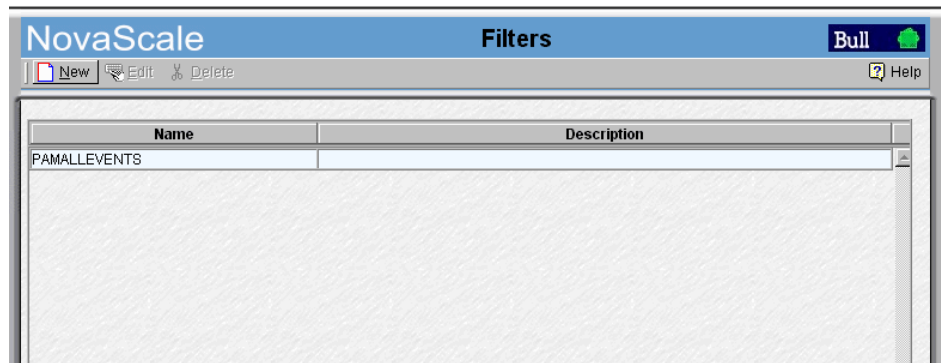 NovaScale Filters Bull
New Edit Delete Help
Name Description
PAMALLEVENTS